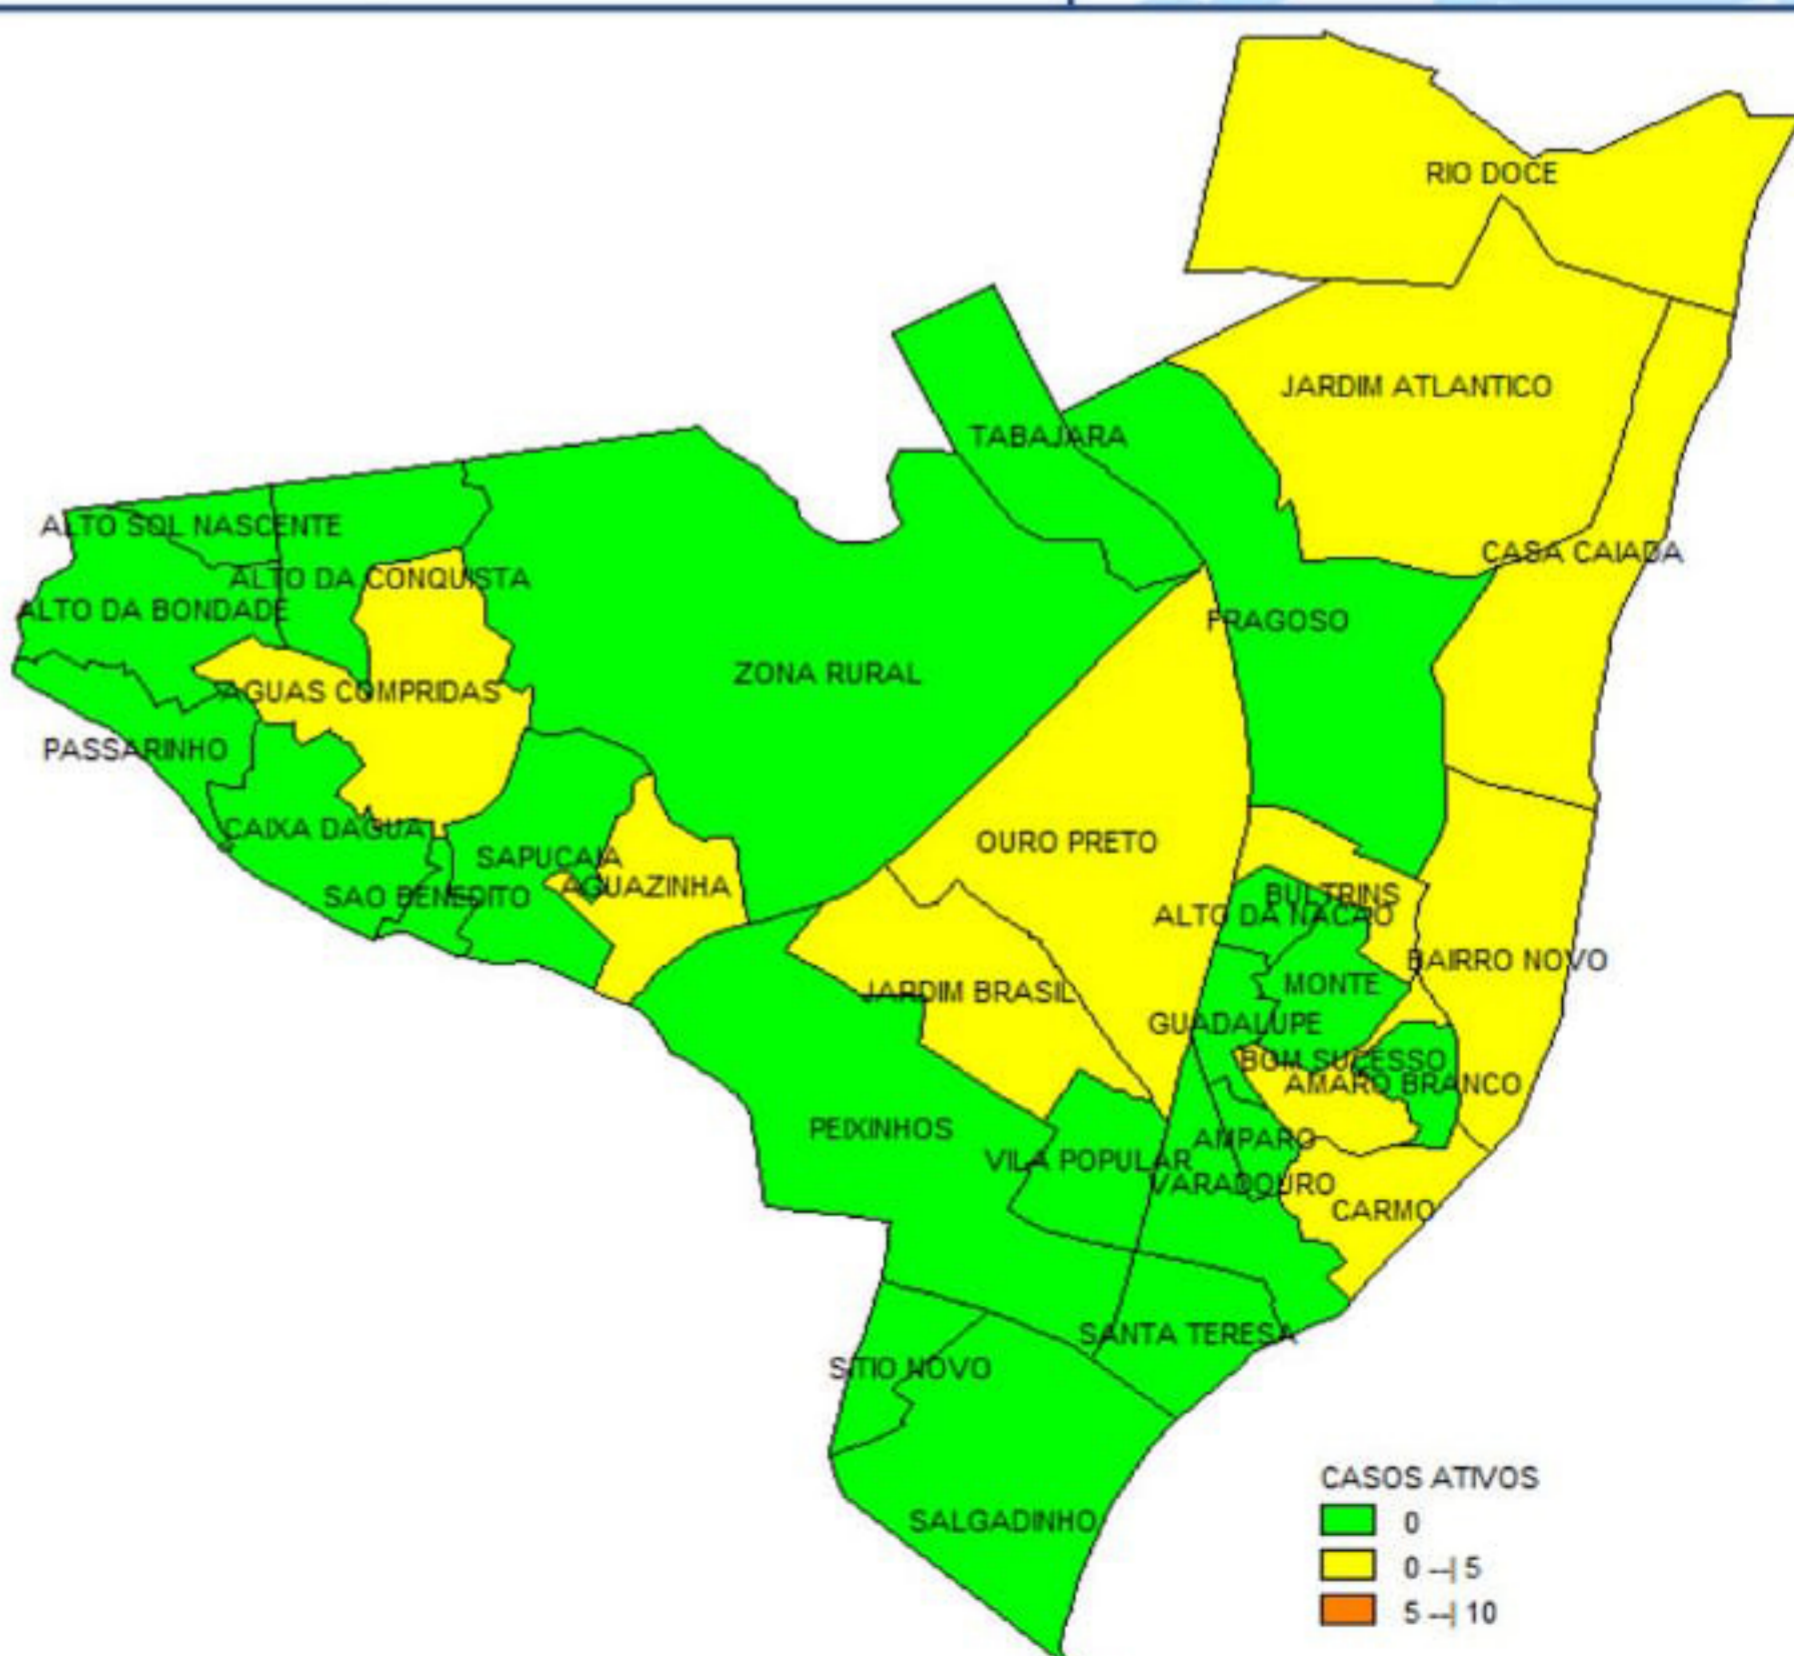 RIO DOCE
JARDIM ATLANTICO
TABAJARA
ALTO SOL NASCENTE
CASA CAIADA
ALTO DA CONQUISTA
ALTO DA BONDADE
FRAGOSO
ZONA RURAL
AGUAS COMPRIDAS
PASSARINHO
CAIXA DAGUA
OURO PRETO
SAPUCAIA
AGUAZINHA
SAO BENEDITO
BULTRINS
ALTO DA NACAO
BAIRRO NOVO
MONTE
JARDIM BRASIL
GUADALUPE
BOM SUCESSO
AMARO BRANCO
PEIXINHOS
AMPARO
VILA POPULAR
VARADOURO
CARMO
SANTA TERESA
SITIO NOVO
SALGADINHO
CASOS ATIVOS
0
0 --| 5
5 --| 10